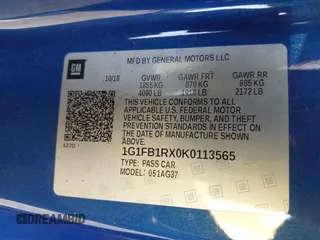 GM
MFD BY GENERAL MOTORS LLC
10/18 GVWR GAWR FRT GAWR RR
1855 KG 870 KG 985 KG
4090 LB 1918 LB 2172 LB
THIS VEHICLE CONFORMS TO ALL
APPLICABLE U.S. FEDERAL MOTOR
VEHICLE SAFETY, BUMPER, AND THEFT
PREVENTION STANDARDS IN EFFECT ON
THE DATE OF MANUFACTURE SHOWN ABOVE.
1G1FB1RX0K0113565
TYPE: PASS CAR
MODEL: 051AG37
DREAMBID